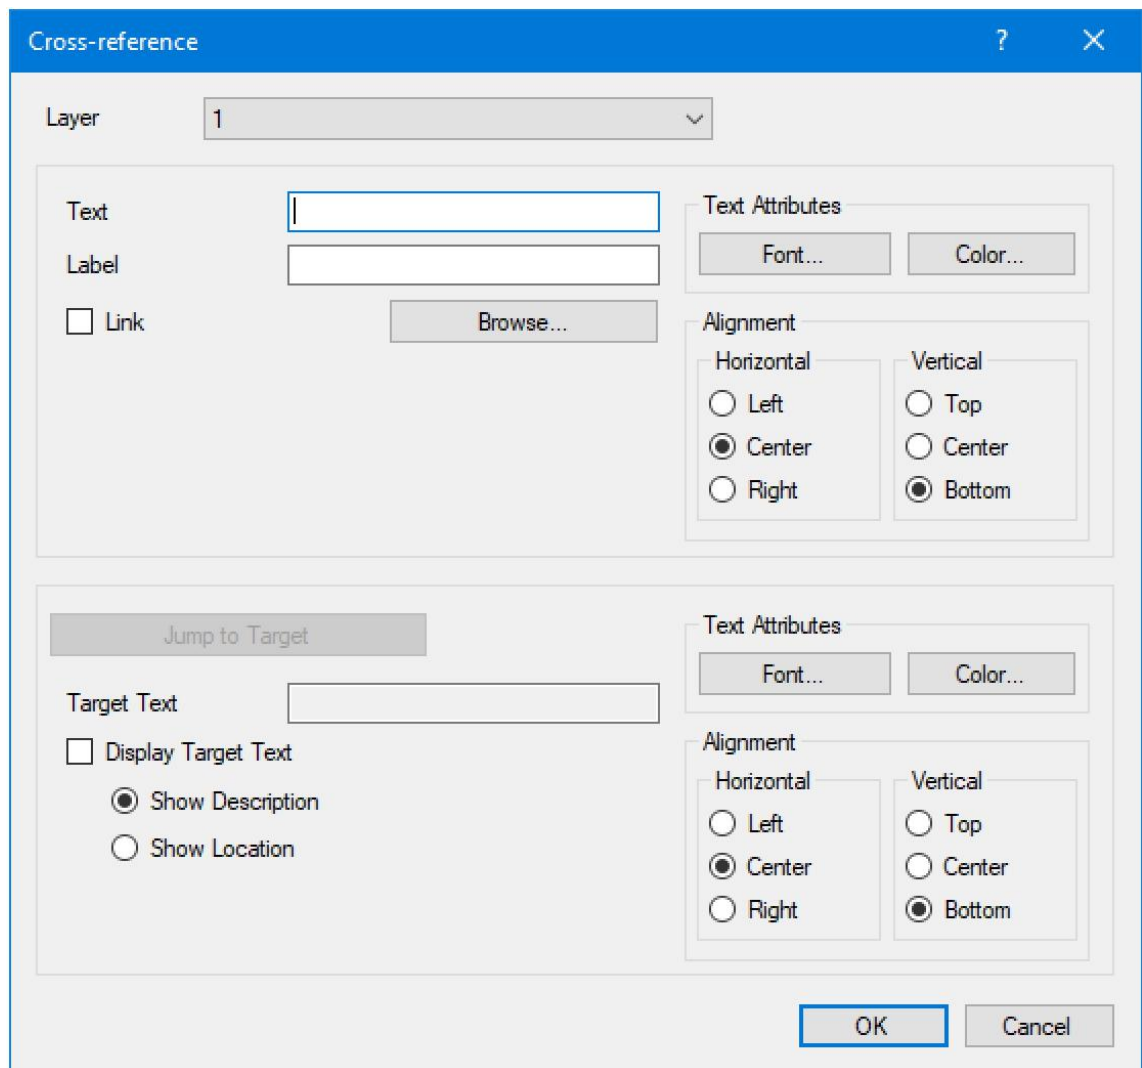 Cross-reference ?
Layer 1
Text
Label
Link Browse...
Text Attributes
Font... Color...
Alignment
Horizontal Vertical
Left Top
Center Center
Right Bottom
Jump to Target
Target Text
Display Target Text
Show Description
Show Location
Text Attributes
Font... Color...
Alignment
Horizontal Vertical
Left Top
Center Center
Right Bottom
OK Cancel